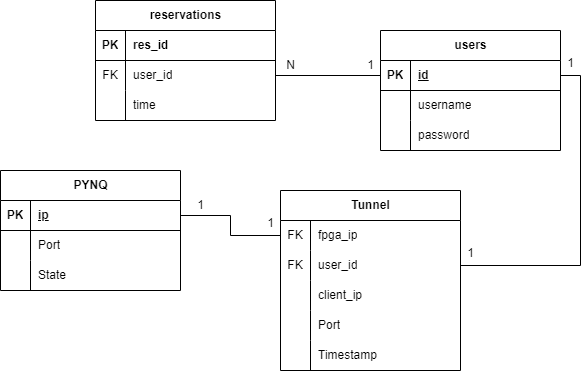 reservations
PK res_id
FK user_id
time
N 1
users
PK id
username
password
1
PYNQ
PK ip
Port
State
1 1
Tunnel
FK fpga_ip
FK user_id
client_ip
Port
Timestamp
1